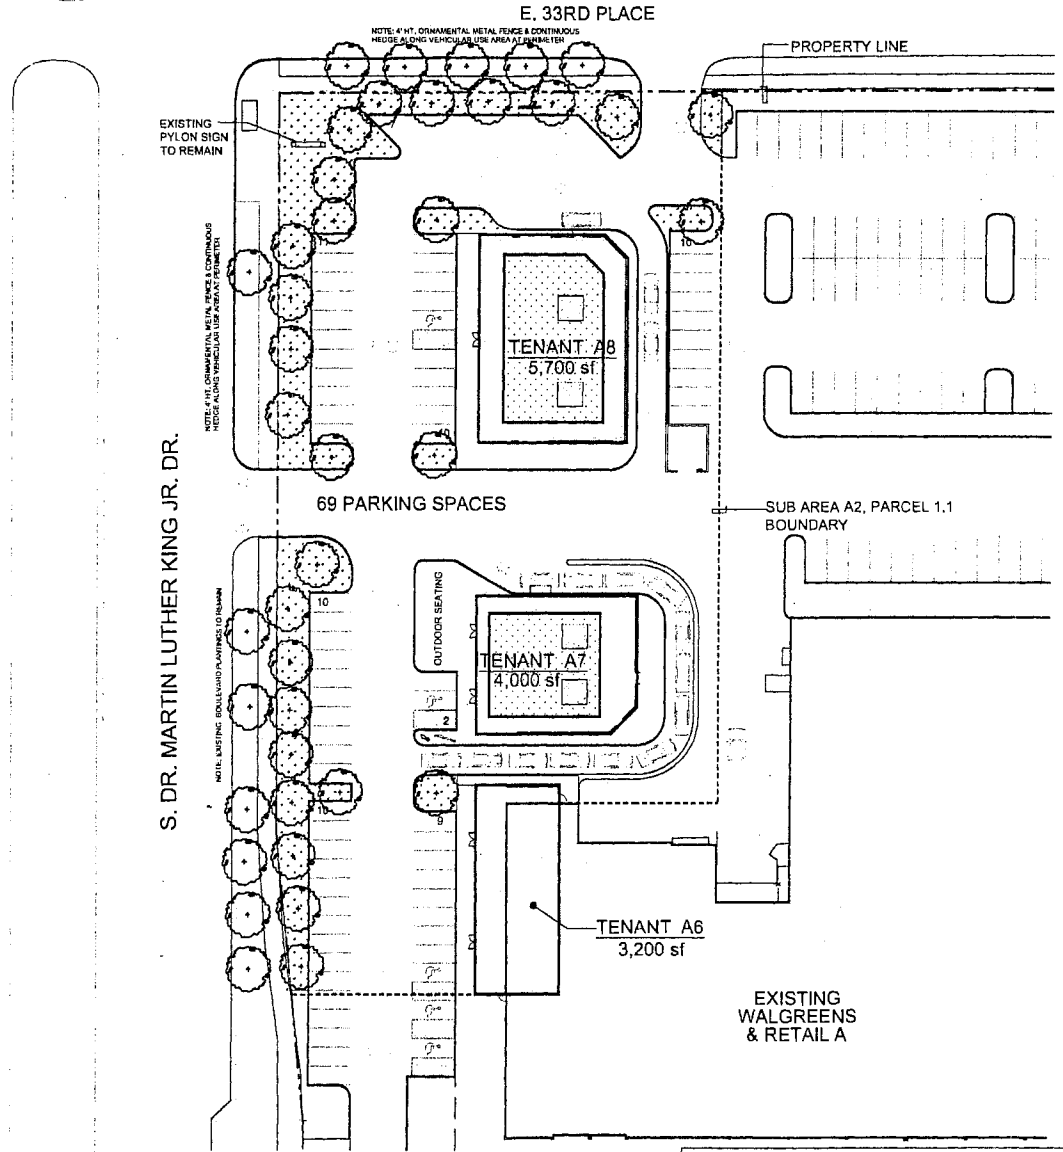 E. 33RD PLACE
NOTE: 4' HT. ORNAMENTAL METAL FENCE & CONTINUOUS
HEDGE ALONG VEHICULAR USE AREA AT PERIMETER
PROPERTY LINE
EXISTING
PYLON SIGN
TO REMAIN
NOTE: 4' HT. ORNAMENTAL METAL FENCE & CONTINUOUS
HEDGE ALONG VEHICULAR USE AREA AT PERIMETER
10
TENANT A8
5,700 sf
S. DR. MARTIN LUTHER KING JR. DR.
69 PARKING SPACES
SUB AREA A2, PARCEL 1,1
BOUNDARY
NOTE: EXISTING BOULEVARD PLANTINGS TO REMAIN
10
OUTDOOR SEATING
TENANT A7
4,000 sf
2
10
9
TENANT A6
3,200 sf
EXISTING
WALGREENS
& RETAIL A